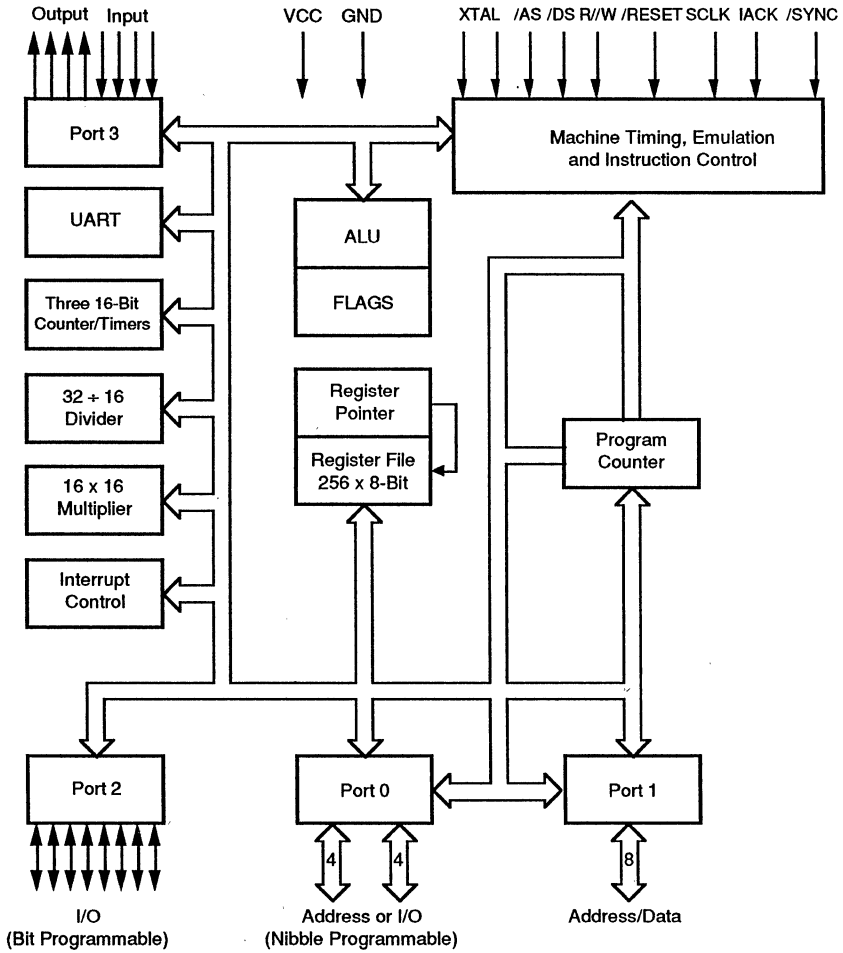 Output Input VCC GND XTAL /AS /DS R//W /RESET SCLK IACK /SYNC
Port 3
Machine Timing, Emulation
and Instruction Control
UART
ALU
FLAGS
Three 16-Bit
Counter/Timers
32 ÷ 16
Divider
Register
Pointer
Register File
256 x 8-Bit
Program
Counter
16 x 16
Multiplier
Interrupt
Control
Port 2
Port 0
Port 1
4 4 8
I/O
(Bit Programmable)
Address or I/O
(Nibble Programmable)
Address/Data